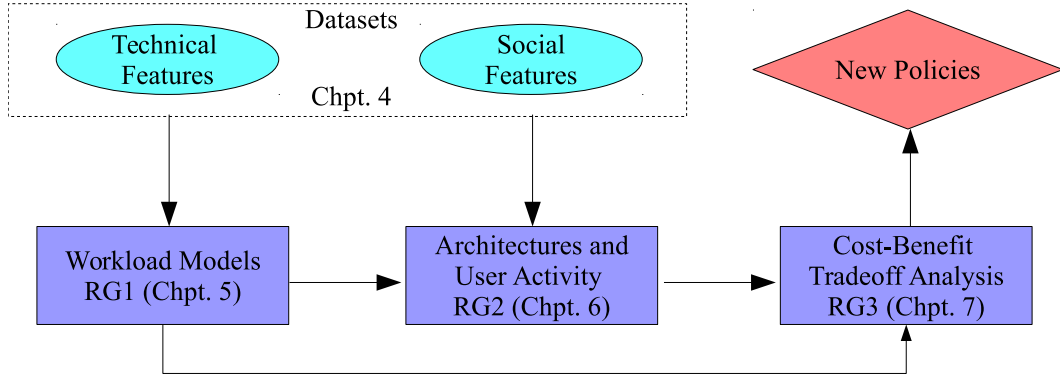 Datasets
Technical
Features
Social
Features
Chpt. 4
New Policies
Workload Models
RG1 (Chpt. 5)
Architectures and
User Activity
RG2 (Chpt. 6)
Cost-Benefit
Tradeoff Analysis
RG3 (Chpt. 7)